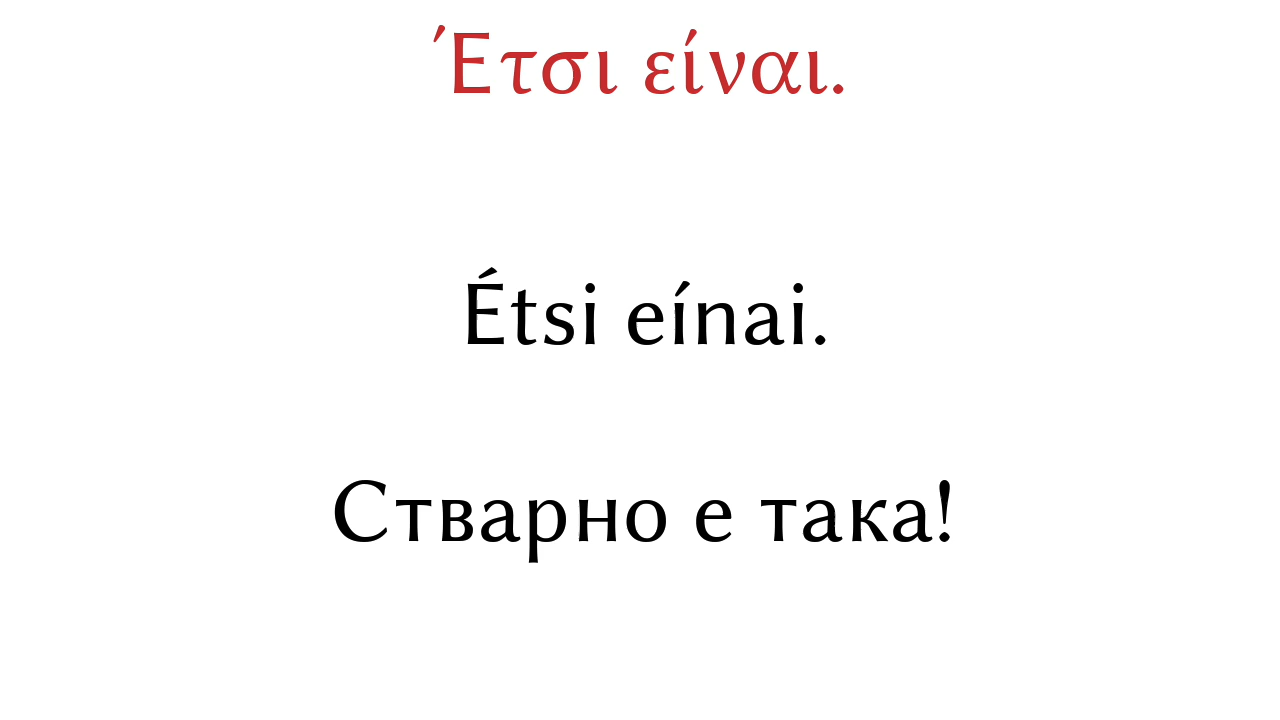 Έτσι είναι.
Étsi eínai.
Стварно е така!